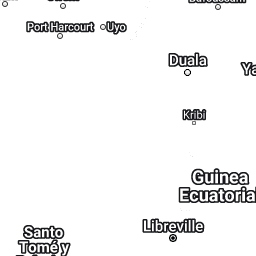 Port Harcourt
Uyo
Duala
Kribi
Guinea
Ecuatorial
Libreville
Santo
Tomé y